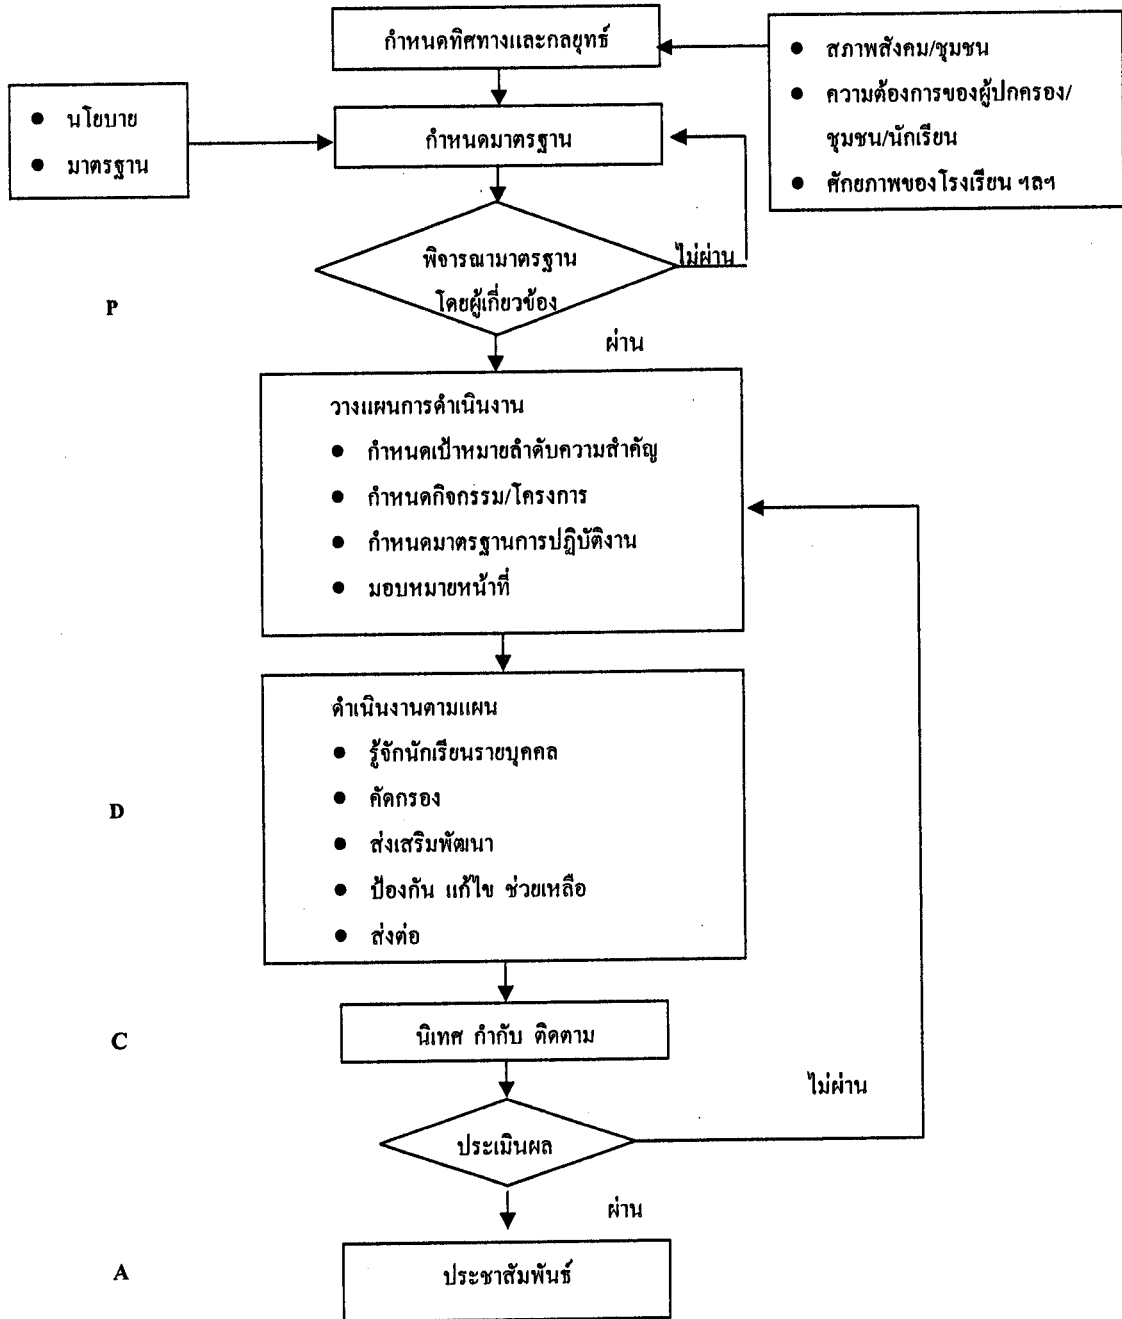 กำหนดทิศทางและกลยุทธ์
● สภาพสังคม/ชุมชน
● ความต้องการของผู้ปกครอง/
ชุมชน/นักเรียน
● ศักยภาพของโรงเรียน ฯลฯ
● นโยบาย
● มาตรฐาน
กำหนดมาตรฐาน
พิจารณามาตรฐาน
โดยผู้เกี่ยวข้อง
ไม่ผ่าน
P
ผ่าน
วางแผนการดำเนินงาน
● กำหนดเป้าหมายลำดับความสำคัญ
● กำหนดกิจกรรม/โครงการ
● กำหนดมาตรฐานการปฏิบัติงาน
● มอบหมายหน้าที่
ดำเนินงานตามแผน
● รู้จักนักเรียนรายบุคคล
● คัดกรอง
● ส่งเสริมพัฒนา
● ป้องกัน แก้ไข ช่วยเหลือ
● ส่งต่อ
D
นิเทศ กำกับ ติดตาม
C
ไม่ผ่าน
ประเมินผล
ผ่าน
ประชาสัมพันธ์
A